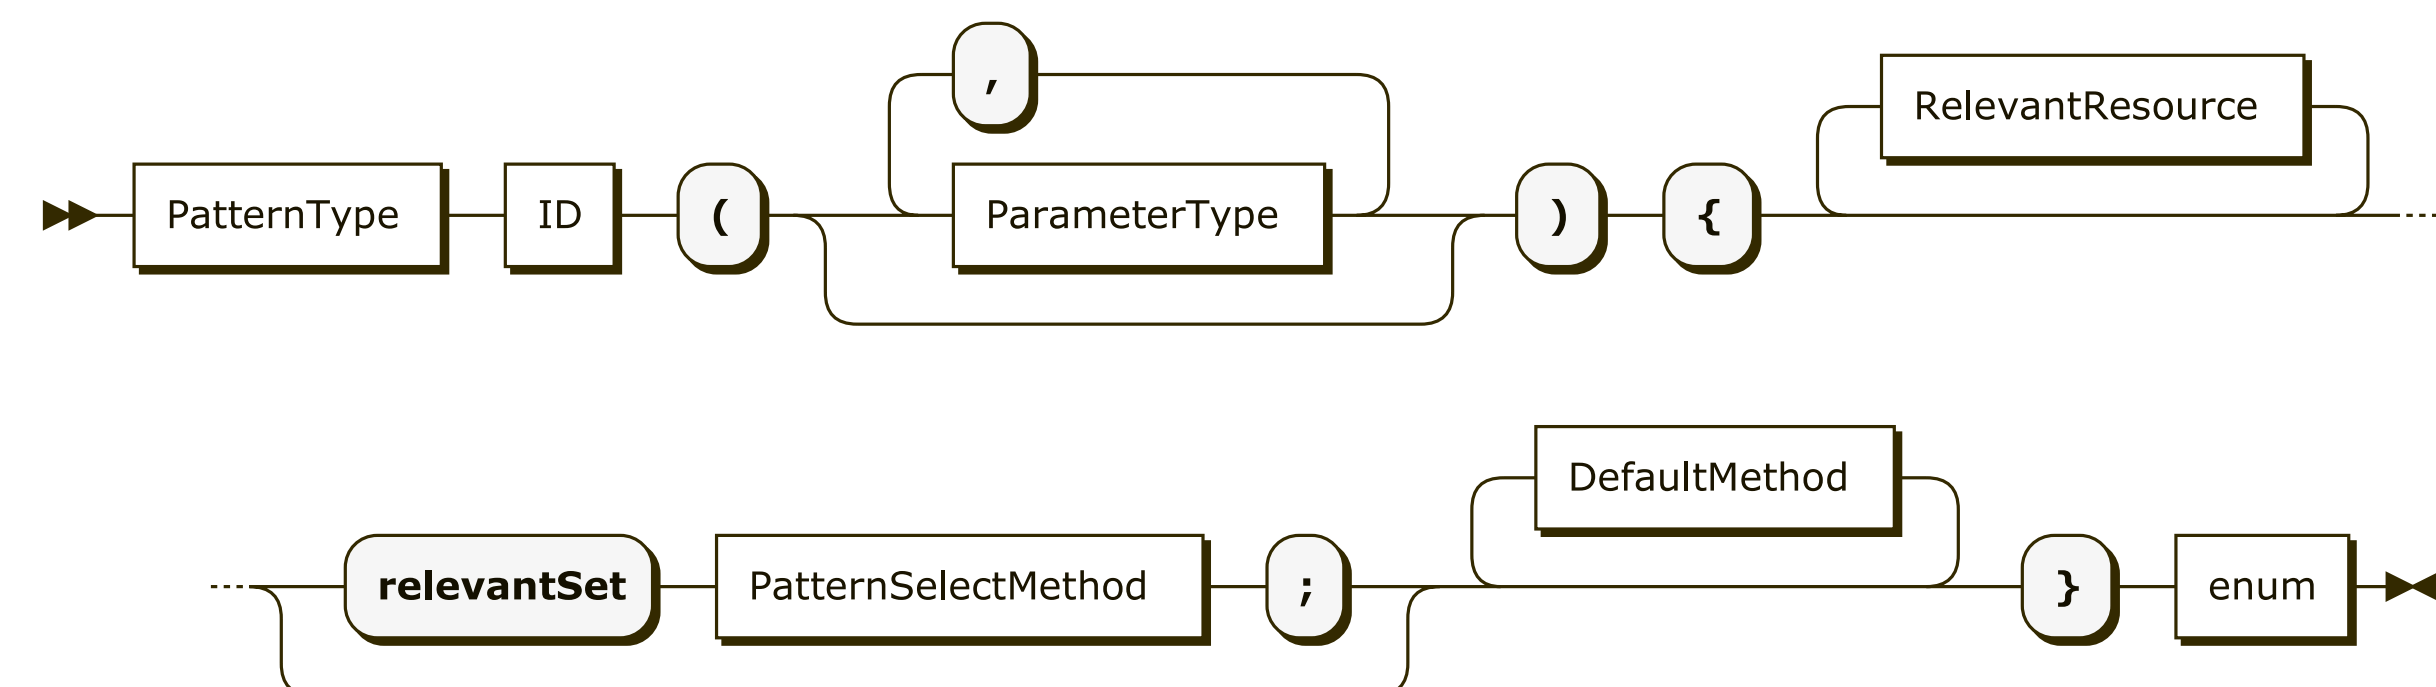 ,
RelevantResource
PatternType ID ( ParameterType ) {
DefaultMethod
relevantSet PatternSelectMethod ; } enum